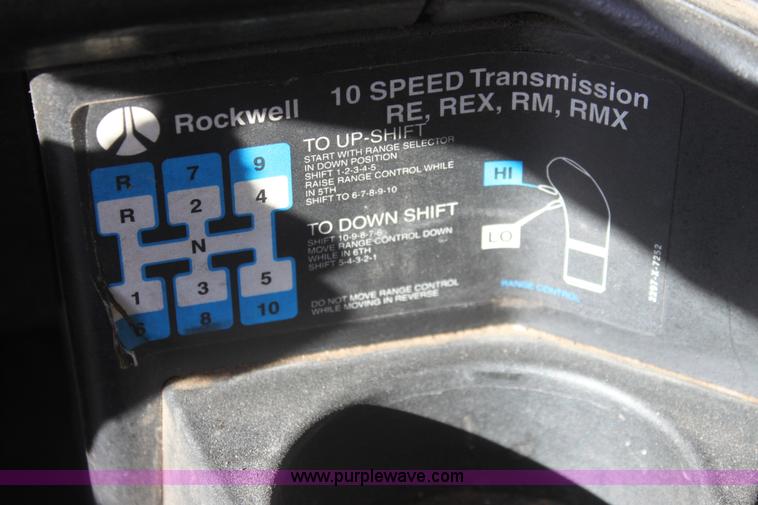 Rockwell
10 SPEED Transmission
RE, REX, RM, RMX
R 7 9
R 2 4
N
1 3 5
6 8 10
TO UP-SHIFT
START WITH RANGE SELECTOR
IN DOWN POSITION
SHIFT 1-2-3-4-5
RAISE RANGE CONTROL WHILE
IN 5TH
SHIFT TO 6-7-8-9-10
TO DOWN SHIFT
SHIFT 10-9-8-7-6
MOVE RANGE CONTROL DOWN
WHILE IN 6TH
SHIFT 5-4-3-2-1
DO NOT MOVE RANGE CONTROL
WHILE MOVING IN REVERSE
HI
LO
RANGE CONTROL
2297-Z-7252
www.purplewave.com